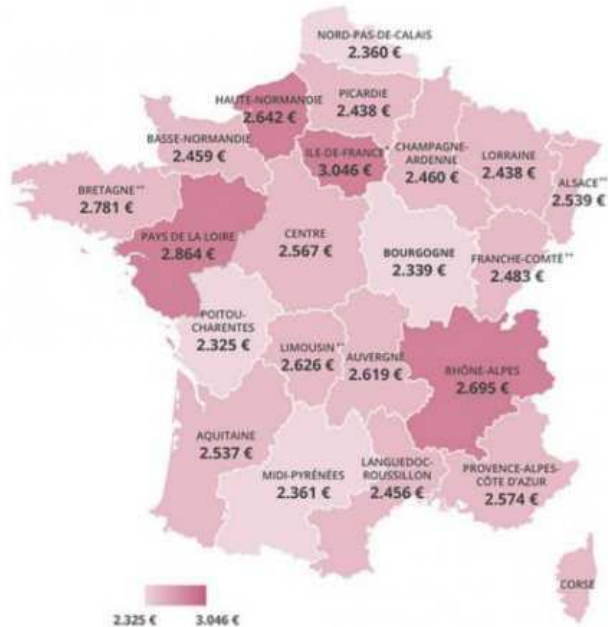 NORD-PAS-DE-CALAIS
2.360 €
HAUTE-NORMANDIE
2.642 €
PICARDIE
2.438 €
BASSE-NORMANDIE
2.459 €
ILE-DE-FRANCE*
3.046 €
CHAMPAGNE-
ARDENNE
2.460 €
LORRAINE
2.438 €
ALSACE**
2.539 €
BRETAGNE**
2.781 €
PAYS DE LA LOIRE
2.864 €
CENTRE
2.567 €
BOURGOGNE
2.339 €
FRANCHE-COMTÉ**
2.483 €
POITOU-
CHARENTES
2.325 €
LIMOUSIN**
2.626 €
AUVERGNE
2.619 €
RHÔNE-ALPES
2.695 €
AQUITAINE
2.537 €
MIDI-PYRÉNÉES
2.361 €
LANGUEDOC-
ROUSSILLON
2.456 €
PROVENCE-ALPES-
CÔTE D'AZUR
2.574 €
CORSE
2.325 € 3.046 €